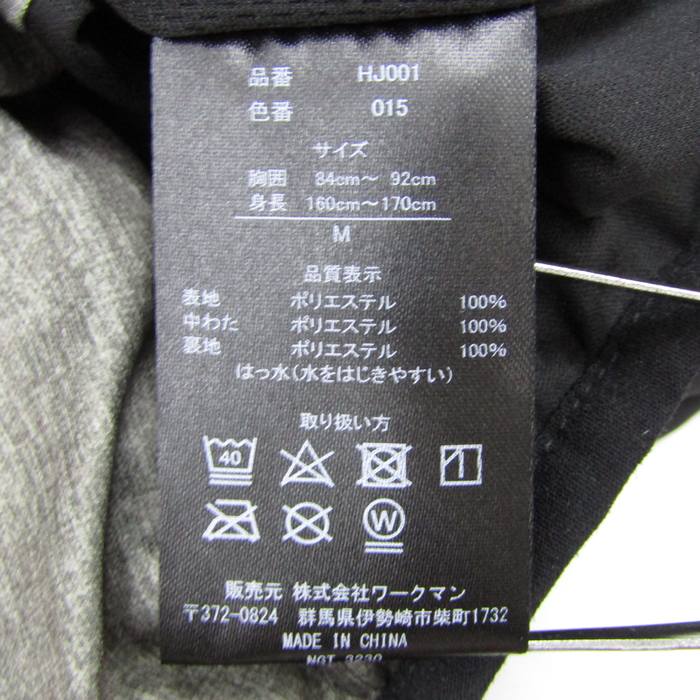 品番 HJ001
色番 015
サイズ
胸囲 84cm～ 92cm
身長 160cm～170cm
M
品質表示
表地 ポリエステル 100%
中わた ポリエステル 100%
裏地 ポリエステル 100%
はっ水(水をはじきやすい)
取り扱い方
40
W
販売元 株式会社ワークマン
〒372-0824 群馬県伊勢崎市柴町1732
MADE IN CHINA
NGT 3230